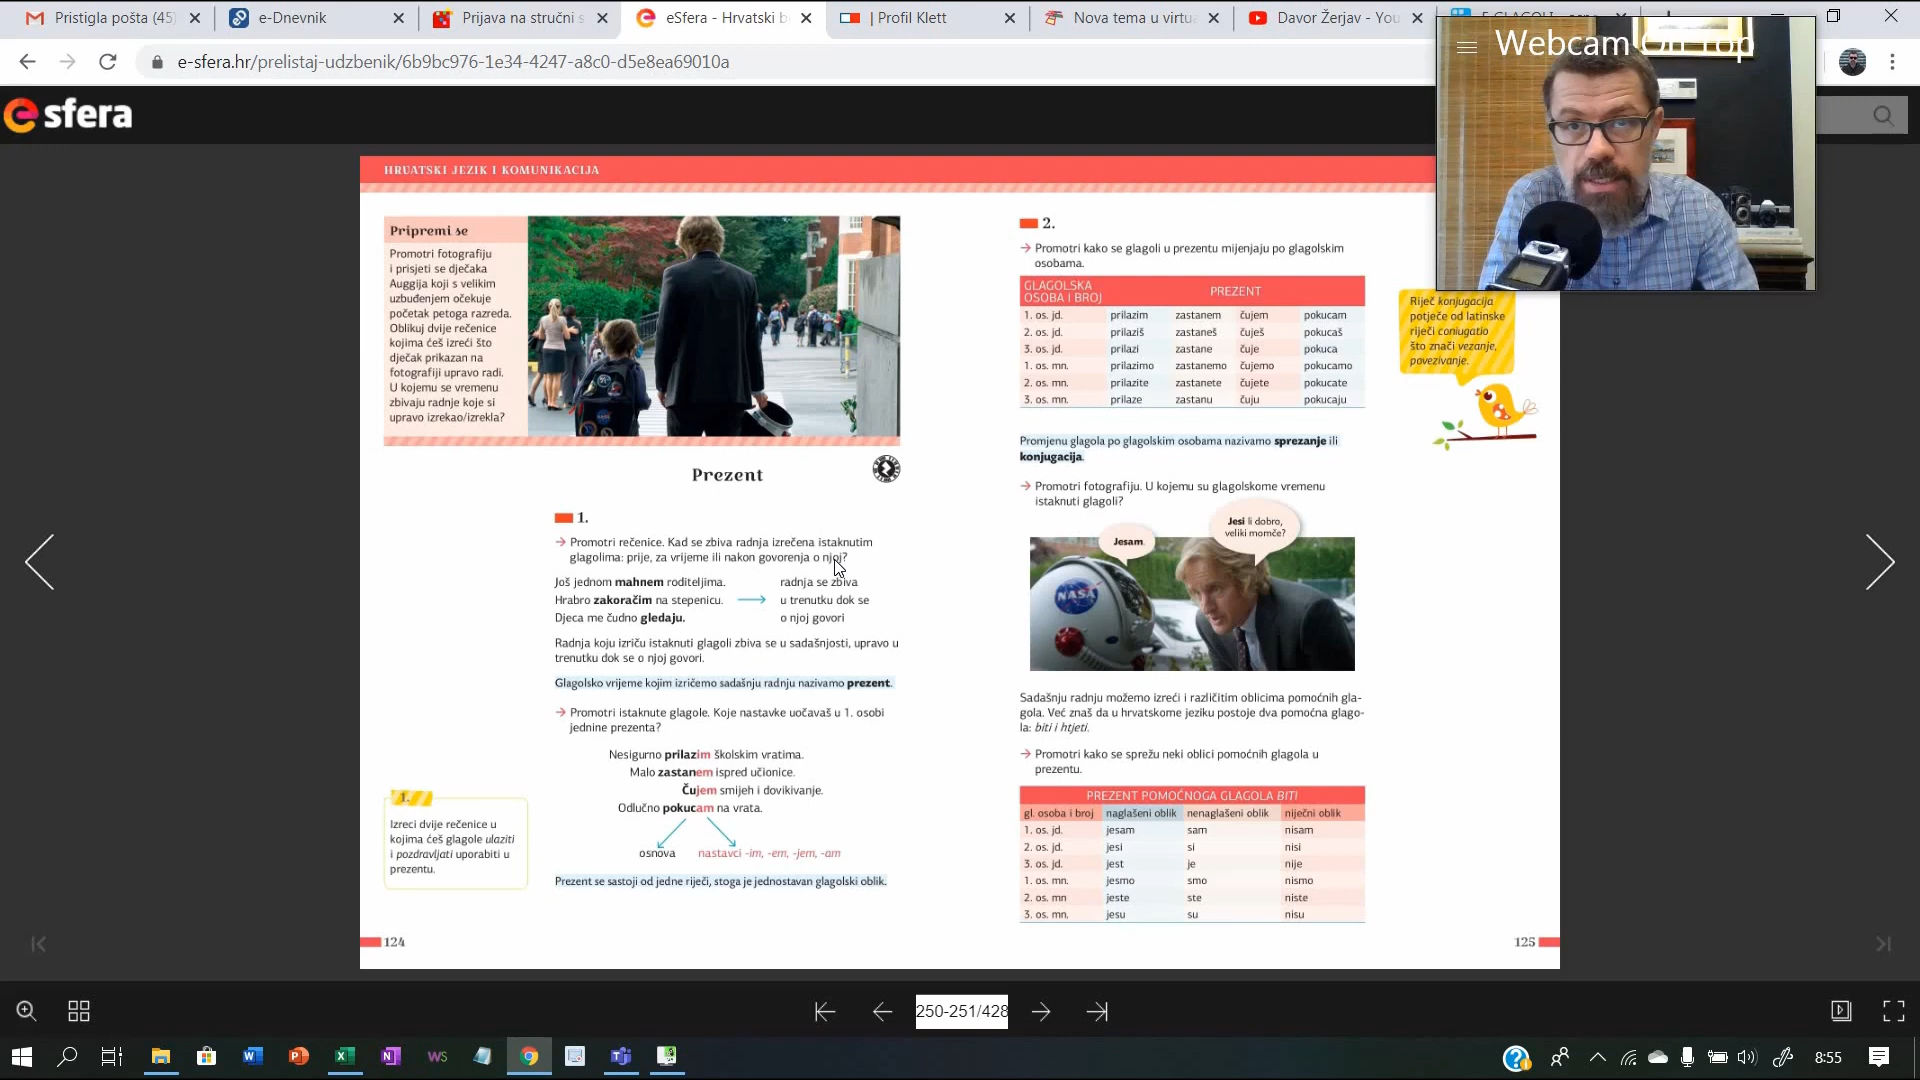 Pristigla pošta (45)
e-Dnevnik
Prijava na stručni s
eSfera - Hrvatski b
| Profil Klett
Nova tema u virtu
Davor Žerjav - You
e-sfera.hr/prelistaj-udzbenik/6b9bc976-1e34-4247-a8c0-d5e8ea69010a
Webcam On Top
esfera
HRVATSKI JEZIK I KOMUNIKACIJA
Pripremi se
Promotri fotografiju
i prisjeti se dječaka
Auggija koji s velikim
uzbuđenjem očekuje
početak petoga razreda.
Oblikuj dvije rečenice
kojima ćeš izreći što
dječak prikazan na
fotografiji upravo radi.
U kojemu se vremenu
zbivaju radnje koje si
upravo izrekao/izrekla?
Prezent
1.
→ Promotri rečenice. Kad se zbiva radnja izrečena istaknutim
glagolima: prije, za vrijeme ili nakon govorenja o njoj?
Još jednom mahnem roditeljima.
Hrabro zakoračim na stepenicu.
Djeca me čudno gledaju.
radnja se zbiva
u trenutku dok se
o njoj govori
Radnja koju izriču istaknuti glagoli zbiva se u sadašnjosti, upravo u
trenutku dok se o njoj govori.
Glagolsko vrijeme kojim izričemo sadašnju radnju nazivamo prezent.
→ Promotri istaknute glagole. Koje nastavke uočavaš u 1. osobi
jednine prezenta?
Nesigurno prilazim školskim vratima.
Malo zastanem ispred učionice.
Čujem smijeh i dovikivanje.
Odlučno pokucam na vrata.
osnova nastavci -im, -em, -jem, -am
Prezent se sastoji od jedne riječi, stoga je jednostavan glagolski oblik.
1.
Izreci dvije rečenice u
kojima ćeš glagole ulaziti
i pozdravljati uporabiti u
prezentu.
124
2.
→ Promotri kako se glagoli u prezentu mijenjaju po glagolskim
osobama.
GLAGOLSKA
OSOBA I BROJ PREZENT
1. os. jd. prilazim zastanem čujem pokucam
2. os. jd. prilaziš zastaneš čuješ pokucaš
3. os. jd. prilazi zastane čuje pokuca
1. os. mn. prilazimo zastanemo čujemo pokucamo
2. os. mn. prilazite zastanete čujete pokucate
3. os. mn. prilaze zastanu čuju pokucaju
Riječ konjugacija
potječe od latinske
riječi coniugatio
što znači vezanje,
povezivanje.
Promjenu glagola po glagolskim osobama nazivamo sprezanje ili
konjugacija.
→ Promotri fotografiju. U kojemu su glagolskome vremenu
istaknuti glagoli?
Jesam.
Jesi li dobro,
veliki momče?
NASA
Sadašnju radnju možemo izreći i različitim oblicima pomoćnih gla-
gola. Već znaš da u hrvatskome jeziku postoje dva pomoćna glago-
la: biti i htjeti.
→ Promotri kako se sprežu neki oblici pomoćnih glagola u
prezentu.
PREZENT POMOĆNOGA GLAGOLA BITI
gl. osoba i broj naglašeni oblik nenaglašeni oblik niječni oblik
1. os. jd. jesam sam nisam
2. os. jd. jesi si nisi
3. os. jd. jest je nije
1. os. mn. jesmo smo nismo
2. os. mn jeste ste niste
3. os. mn. jesu su nisu
125
250-251/428
8:55